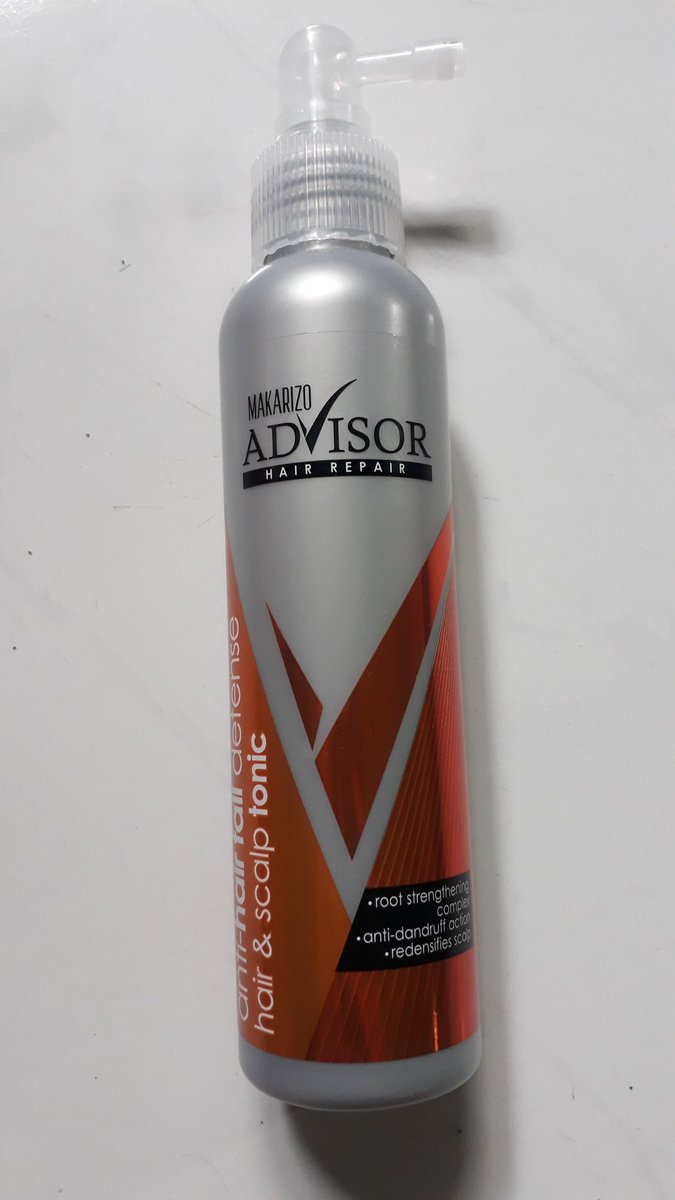 MAKARIZO
ADVISOR
HAIR REPAIR
anti-hair fall defense
hair & scalp tonic
•root strengthening
complex
•anti-dandruff action
•redensifies scalp